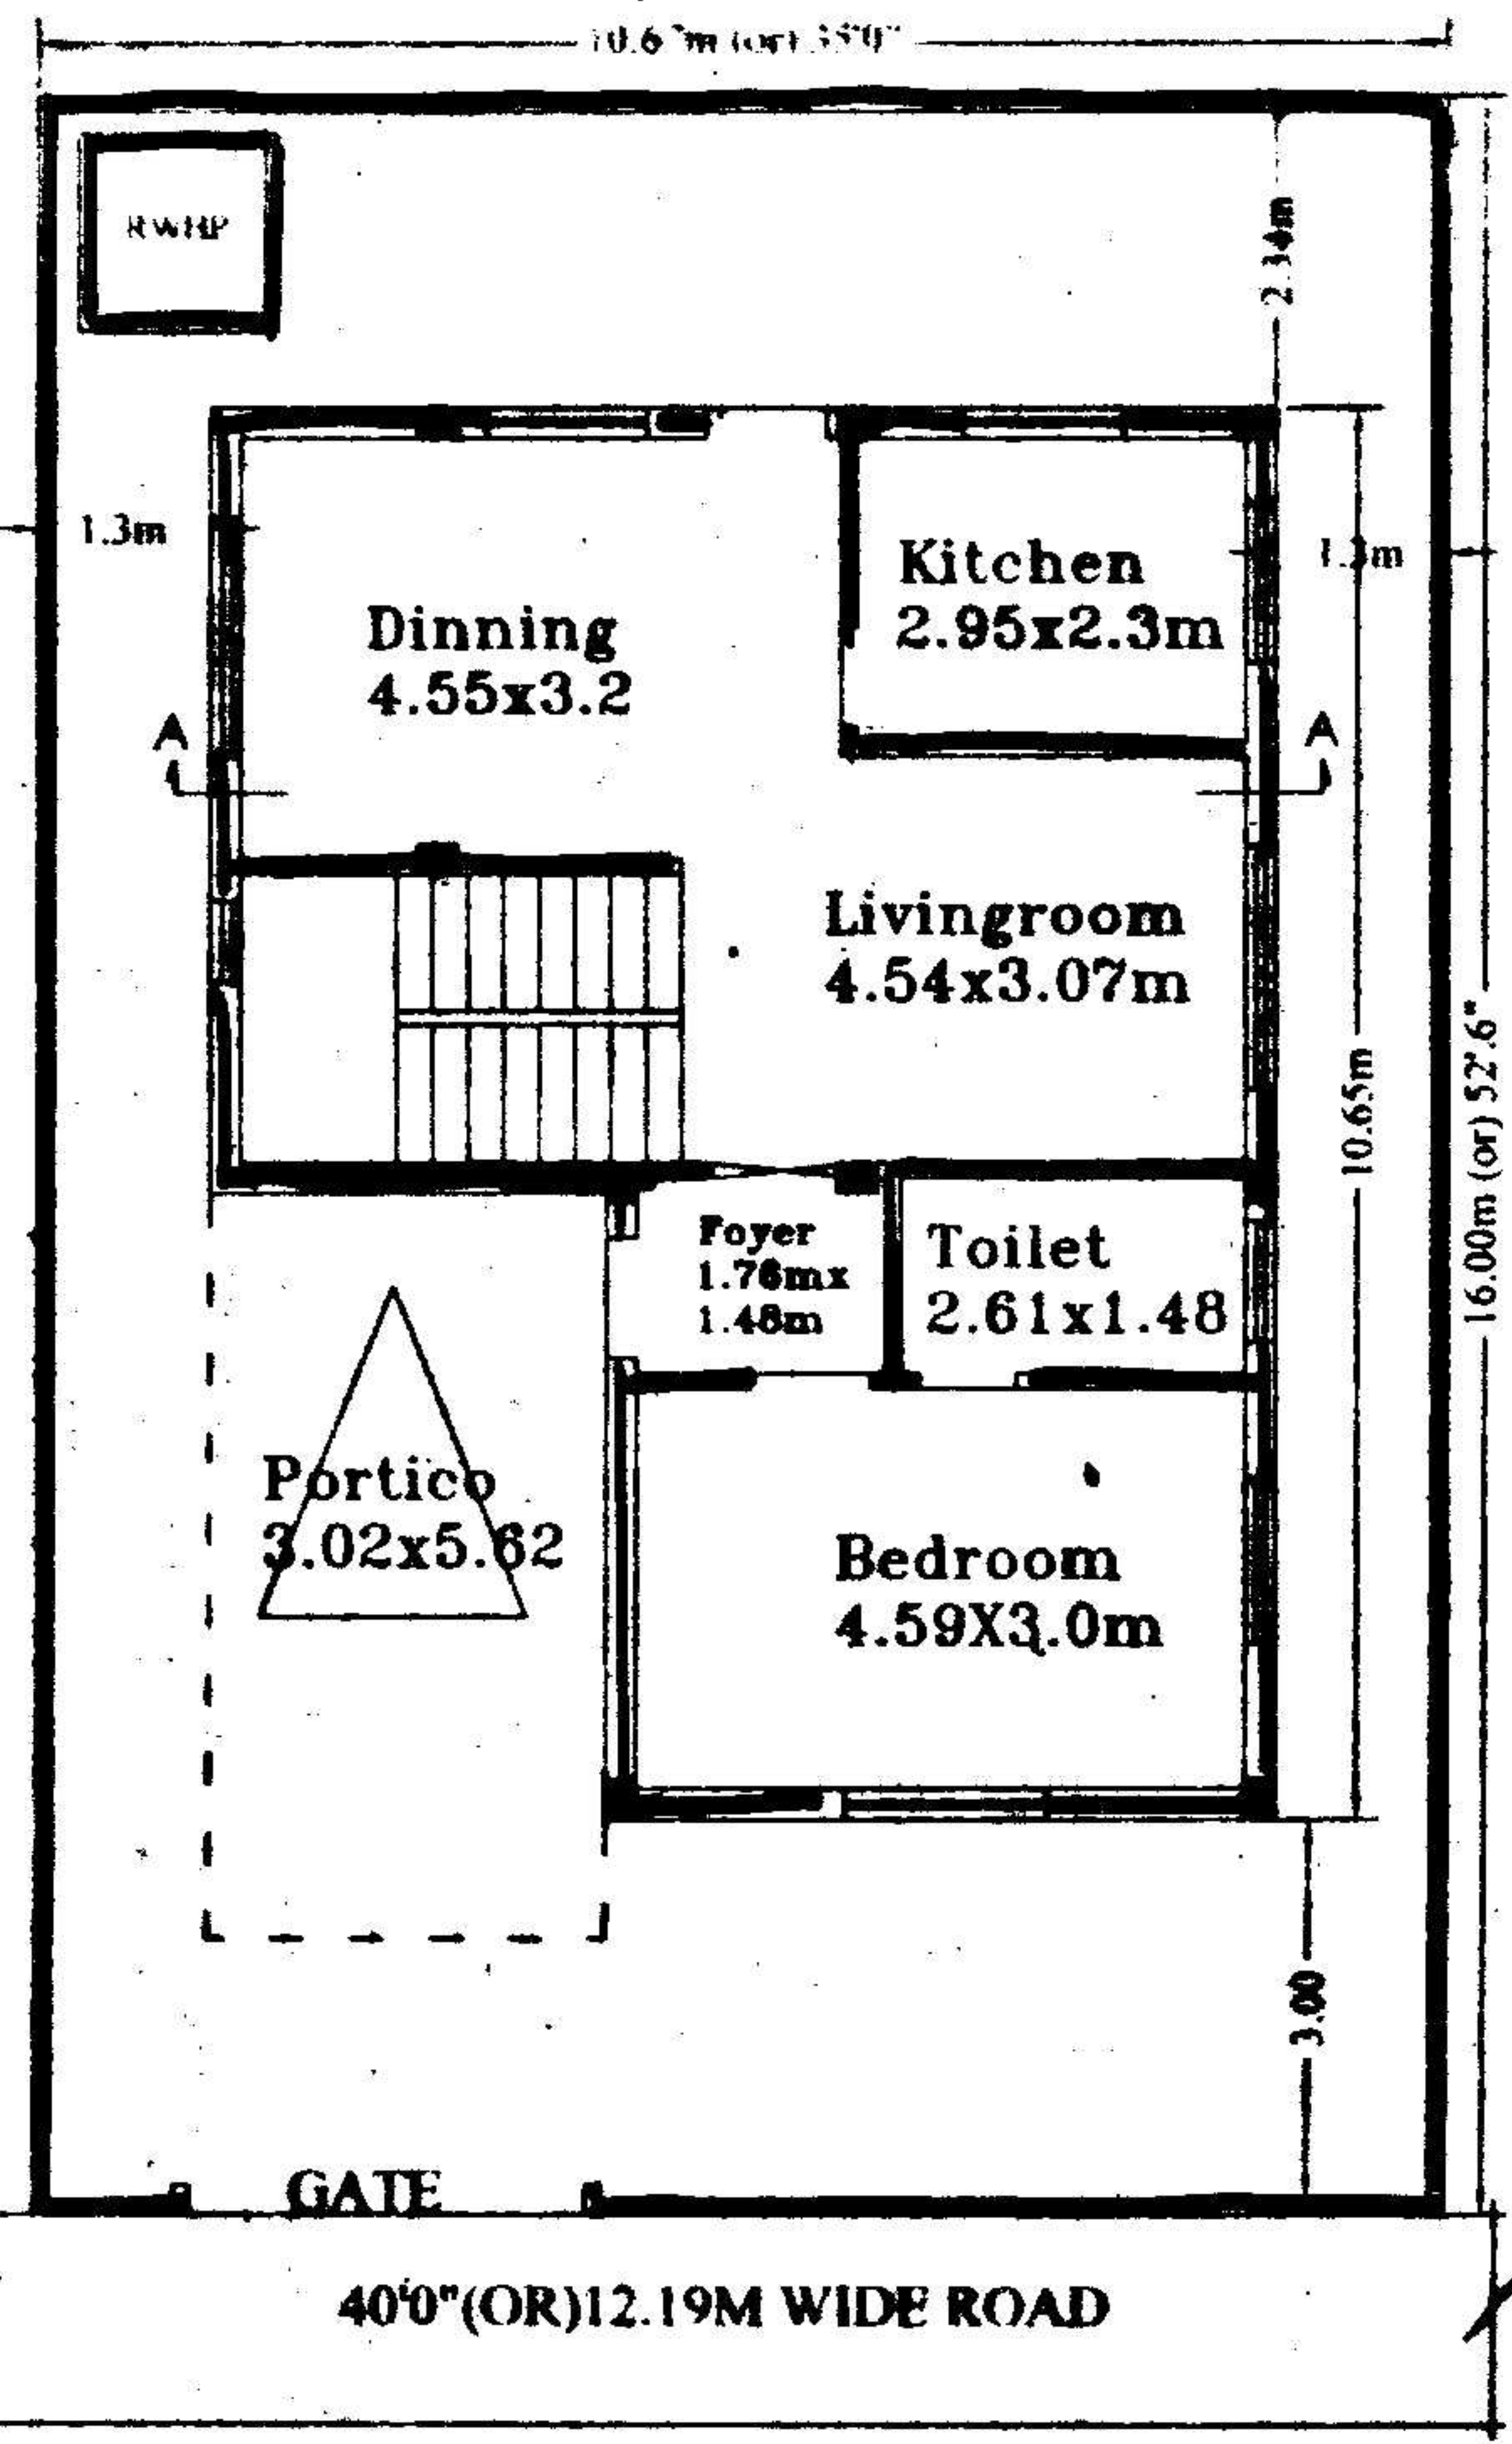 RWHP
2.34m
1.3m
Kitchen
2.95x2.3m
Dinning
4.55x3.2
A
A
Livingroom
4.54x3.07m
10.65m
16.00m (or) 52'.6"
Foyer
1.76mx
1.48m
Toilet
2.61x1.48
Portico
3.02x5.62
Bedroom
4.59X3.0m
3.00
GATE
40'0"(OR)12.19M WIDE ROAD